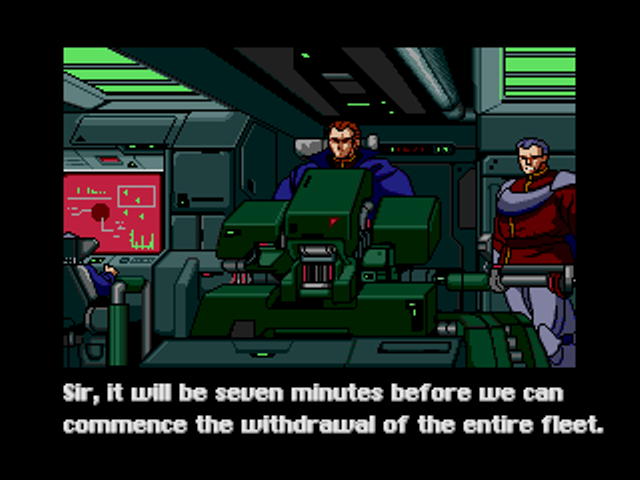 Sir, it will be seven minutes before we can
commence the withdrawal of the entire fleet.